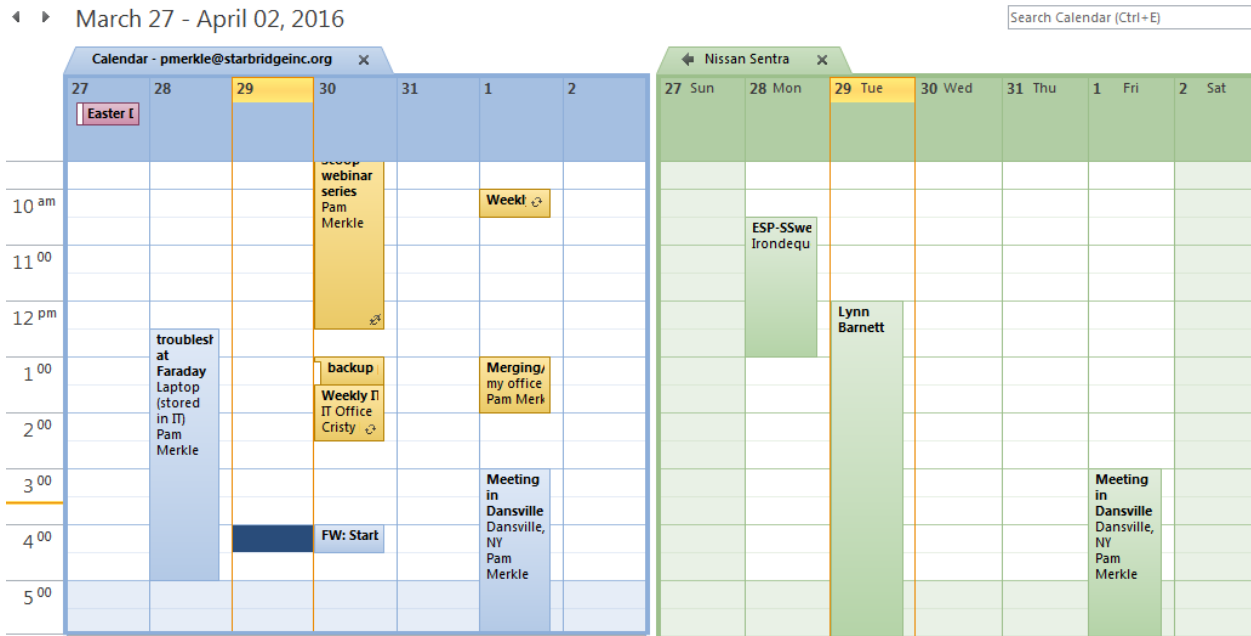 March 27 - April 02, 2016
Search Calendar (Ctrl+E)
Calendar - pmerkle@starbridgeinc.org
Nissan Sentra
27
28
29
30
31
1
2
Easter D
27 Sun
28 Mon
29 Tue
30 Wed
31 Thu
1 Fri
2 Sat
10 am
11 00
12 pm
1 00
2 00
3 00
4 00
5 00
troublesh
at
Faraday
Laptop
(stored
in IT)
Pam
Merkle
Scoop
webinar
series
Pam
Merkle
backup
Weekly IT
IT Office
Cristy
FW: Start
Weekly
Merging/
my office
Pam Merk
Meeting
in
Dansville
Dansville,
NY
Pam
Merkle
ESP-SSwe
Irondequ
Lynn
Barnett
Meeting
in
Dansville
Dansville,
NY
Pam
Merkle